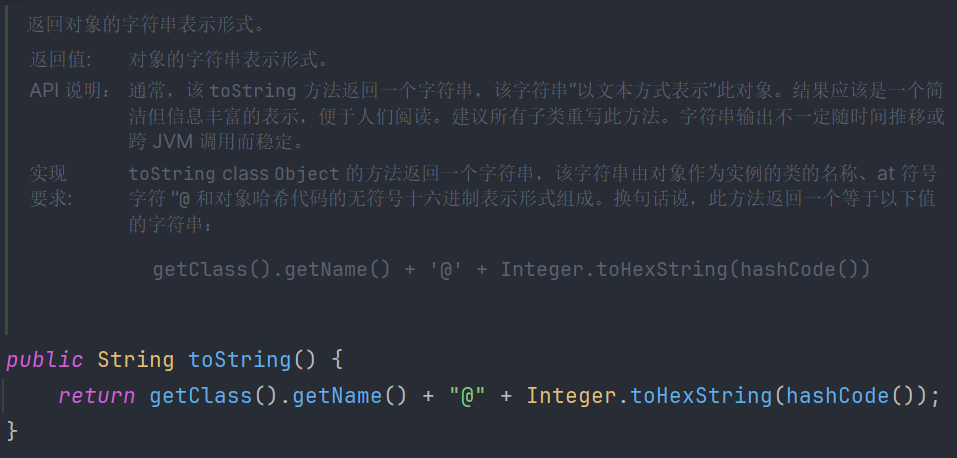 返回对象的字符串表示形式。
返回值: 对象的字符串表示形式。
API 说明: 通常，该 toString 方法返回一个字符串，该字符串“以文本方式表示”此对象。结果应该是一个简
洁但信息丰富的表示，便于人们阅读。建议所有子类重写此方法。字符串输出不一定随时间推移或
跨 JVM 调用而稳定。
实现 toString class Object 的方法返回一个字符串，该字符串由对象作为实例的类的名称、at 符号
要求: 字符 "@ 和对象哈希代码的无符号十六进制表示形式组成。换句话说，此方法返回一个等于以下值
的字符串：
getClass().getName() + '@' + Integer.toHexString(hashCode())
public String toString() {
return getClass().getName() + "@" + Integer.toHexString(hashCode());
}